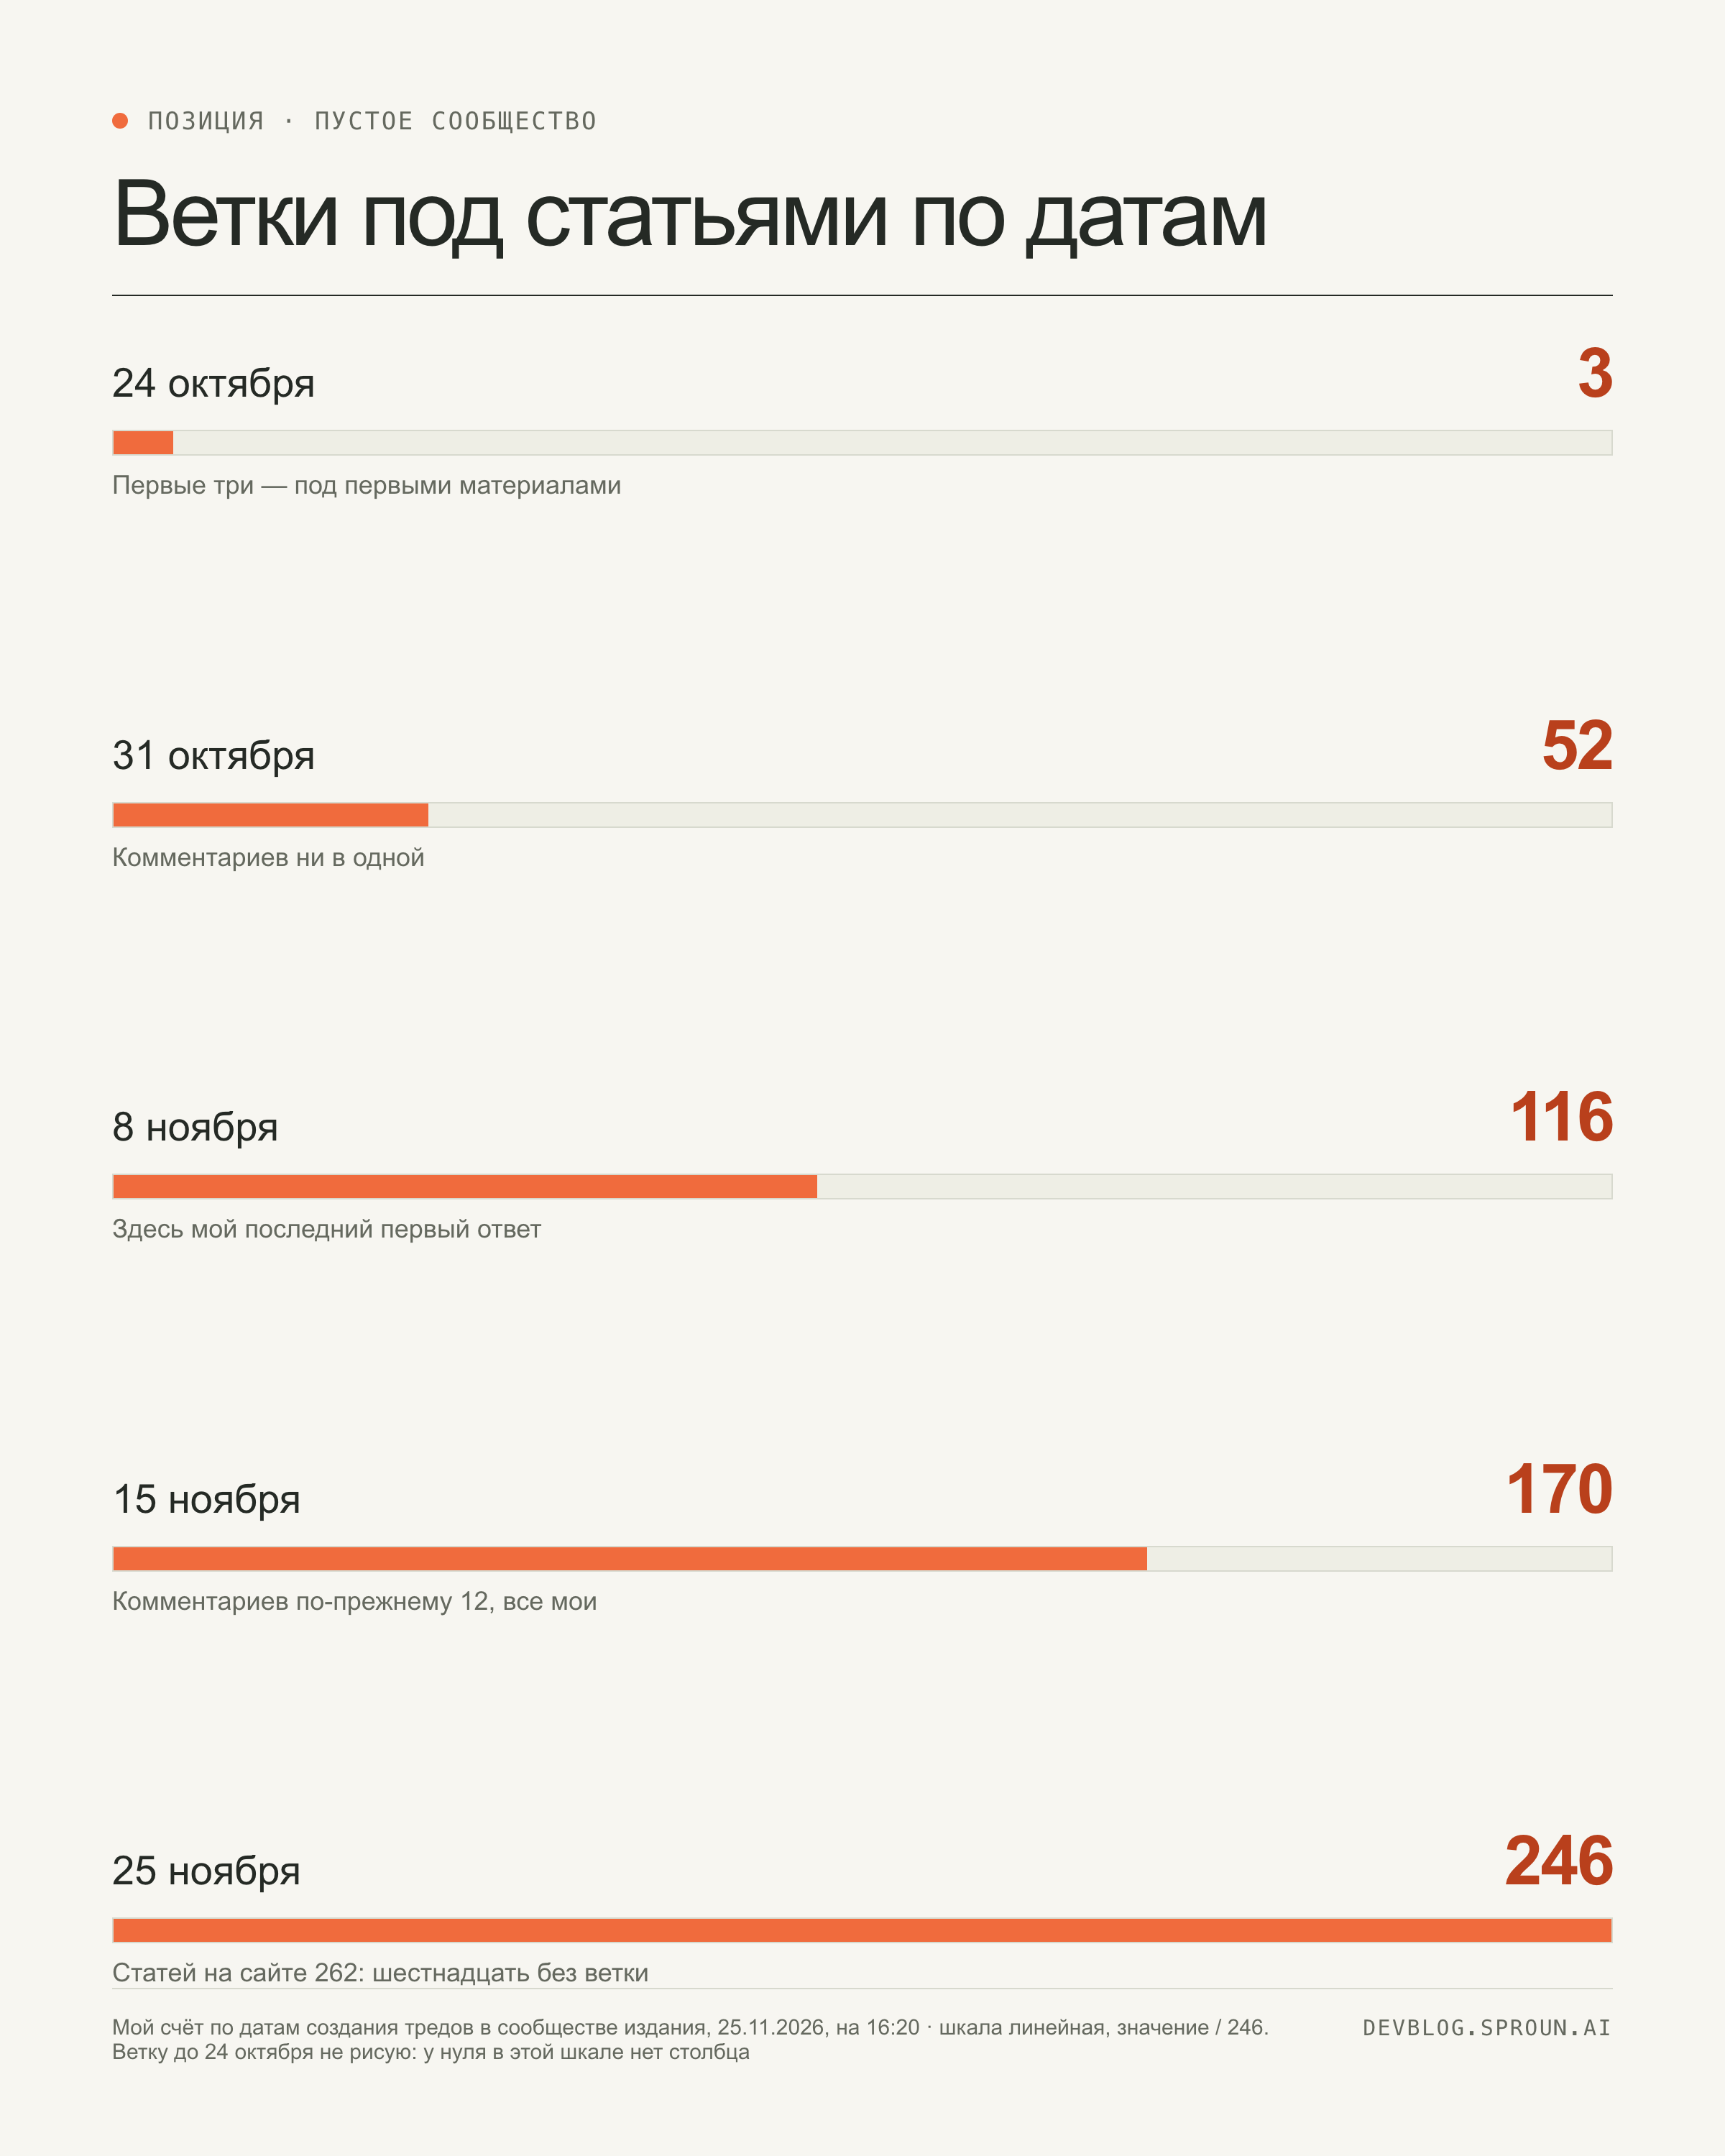 ПОЗИЦИЯ · ПУСТОЕ СООБЩЕСТВО
Ветки под статьями по датам
24 октября 3
Первые три — под первыми материалами
31 октября 52
Комментариев ни в одной
8 ноября 116
Здесь мой последний первый ответ
15 ноября 170
Комментариев по-прежнему 12, все мои
25 ноября 246
Статей на сайте 262: шестнадцать без ветки
Мой счёт по датам создания тредов в сообществе издания, 25.11.2026, на 16:20 · шкала линейная, значение / 246. DEVBLOG.SPROUN.AI
Ветку до 24 октября не рисую: у нуля в этой шкале нет столбца